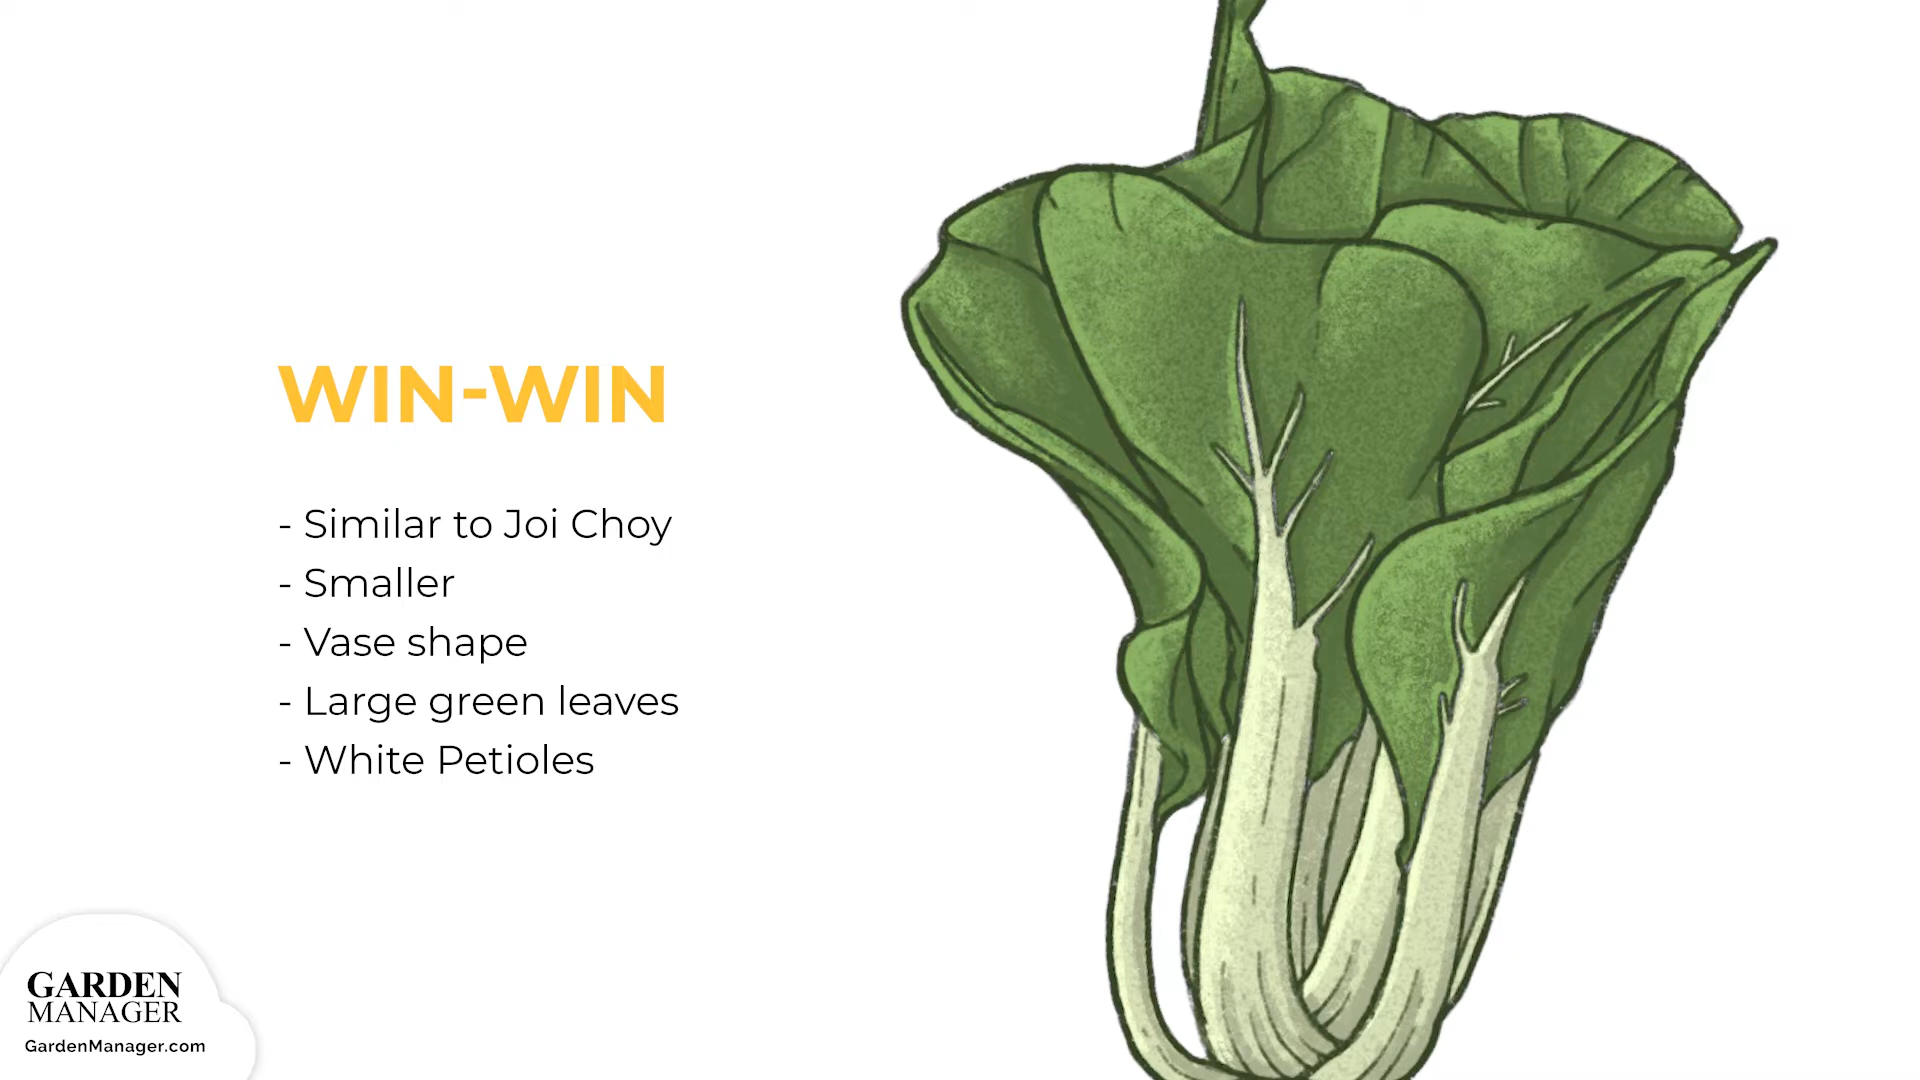 WIN-WIN
- Similar to Joi Choy
- Smaller
- Vase shape
- Large green leaves
- White Petioles
GARDEN
MANAGER
GardenManager.com